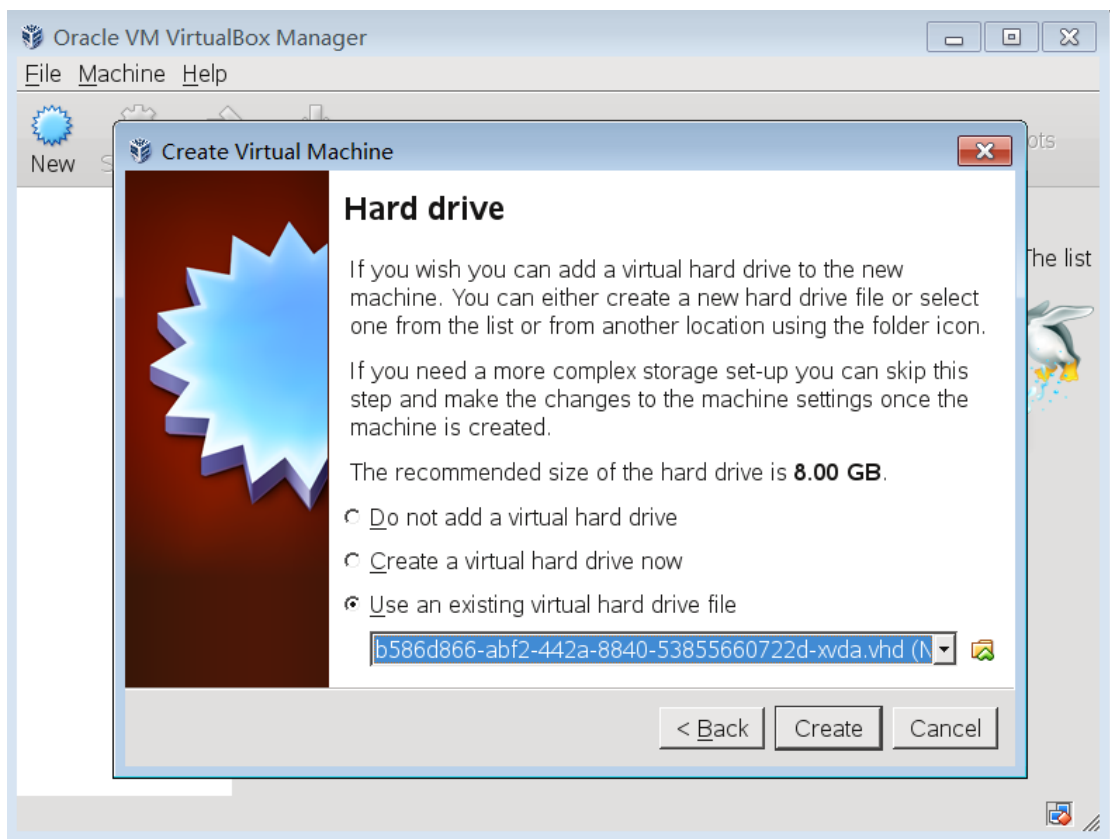 Oracle VM VirtualBox Manager
File Machine Help
New
ots
Create Virtual Machine
Hard drive
The list
If you wish you can add a virtual hard drive to the new
machine. You can either create a new hard drive file or select
one from the list or from another location using the folder icon.
If you need a more complex storage set-up you can skip this
step and make the changes to the machine settings once the
machine is created.
The recommended size of the hard drive is 8.00 GB.
Do not add a virtual hard drive
Create a virtual hard drive now
Use an existing virtual hard drive file
b586d866-abf2-442a-8840-53855660722d-xvda.vhd (N
< Back Create Cancel